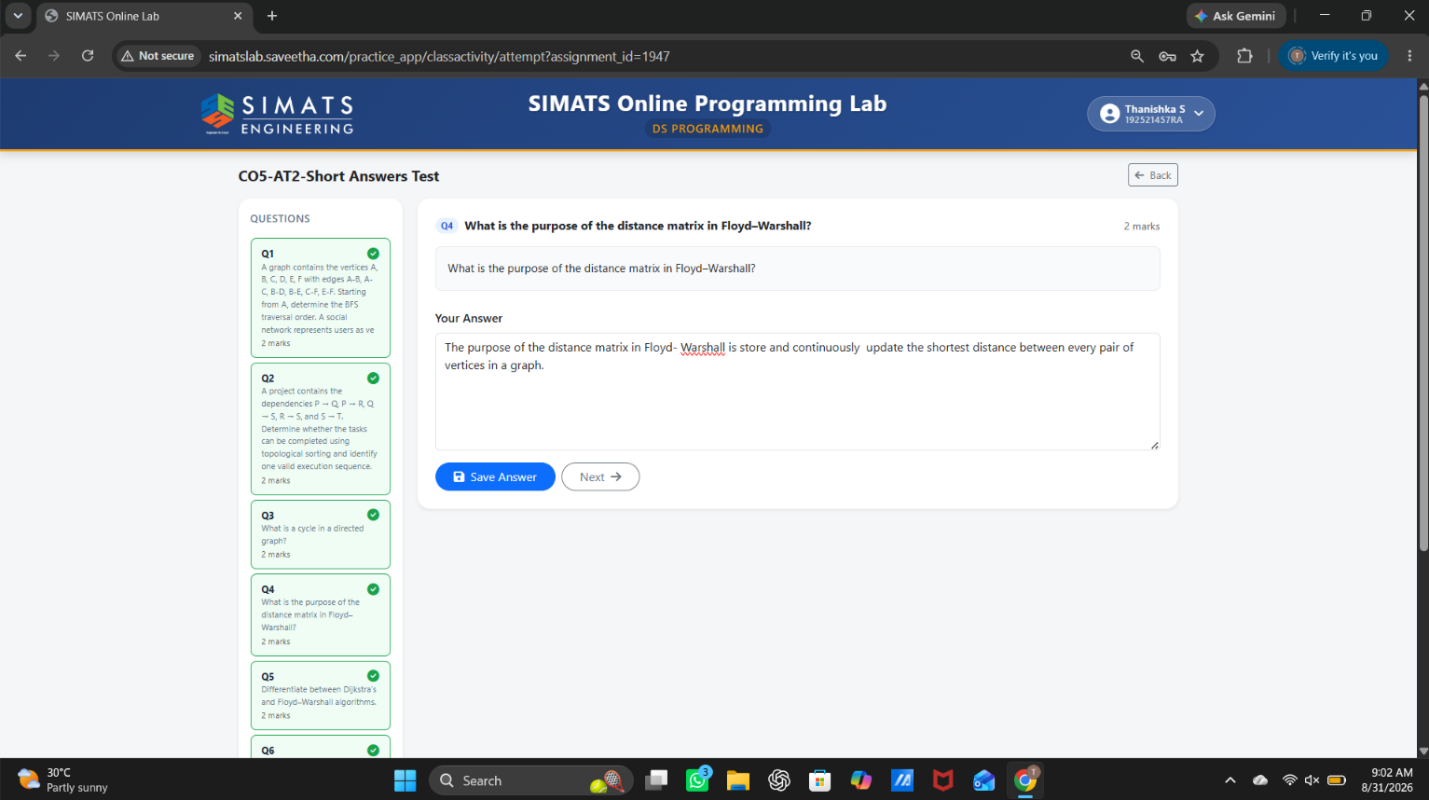 SIMATS Online Lab
Ask Gemini
Not secure
simatslab.saveetha.com/practice_app/classactivity/attempt?assignment_id=1947
Verify it's you
SIMATS
ENGINEERING
SIMATS Online Programming Lab
DS PROGRAMMING
Thanishka S
192521457RA
CO5-AT2-Short Answers Test
Back
QUESTIONS
Q1
A graph contains the vertices A,
B, C, D, E, F with edges A-B, A-
C, B-D, B-E, C-F, E-F. Starting
from A, determine the BFS
traversal order. A social
network represents users as ve
2 marks
Q2
A project contains the
dependencies P → Q, P → R, Q
→ S, R → S, and S → T.
Determine whether the tasks
can be completed using
topological sorting and identify
one valid execution sequence.
2 marks
Q3
What is a cycle in a directed
graph?
2 marks
Q4
What is the purpose of the
distance matrix in Floyd–
Warshall?
2 marks
Q5
Differentiate between Dijkstra's
and Floyd–Warshall algorithms.
2 marks
Q6
Q4 What is the purpose of the distance matrix in Floyd–Warshall?
2 marks
What is the purpose of the distance matrix in Floyd–Warshall?
Your Answer
The purpose of the distance matrix in Floyd- Warshall is store and continuously  update the shortest distance between every pair of
vertices in a graph.
Save Answer
Next
30°C
Partly sunny
Search
3
9:02 AM
8/31/2026